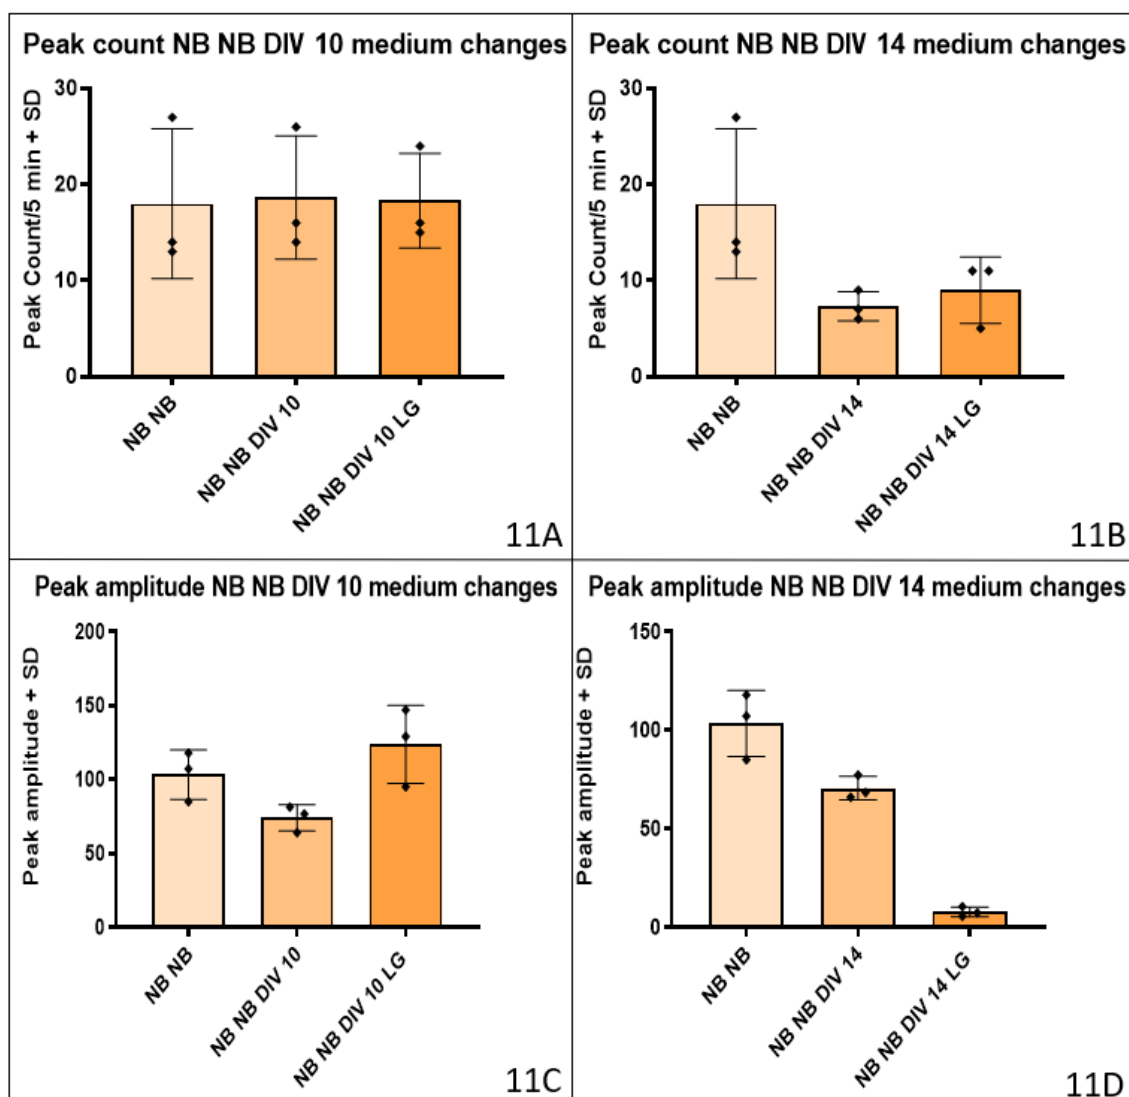 Peak count NB NB DIV 10 medium changes
Peak Count/5 min + SD
30
20
10
0
NB NB
NB NB DIV 10
NB NB DIV 10 LG
11A
Peak count NB NB DIV 14 medium changes
Peak Count/5 min + SD
30
20
10
0
NB NB
NB NB DIV 14
NB NB DIV 14 LG
11B
Peak amplitude NB NB DIV 10 medium changes
Peak amplitude + SD
200
150
100
50
0
NB NB
NB NB DIV 10
NB NB DIV 10 LG
11C
Peak amplitude NB NB DIV 14 medium changes
Peak amplitude + SD
150
100
50
0
NB NB
NB NB DIV 14
NB NB DIV 14 LG
11D